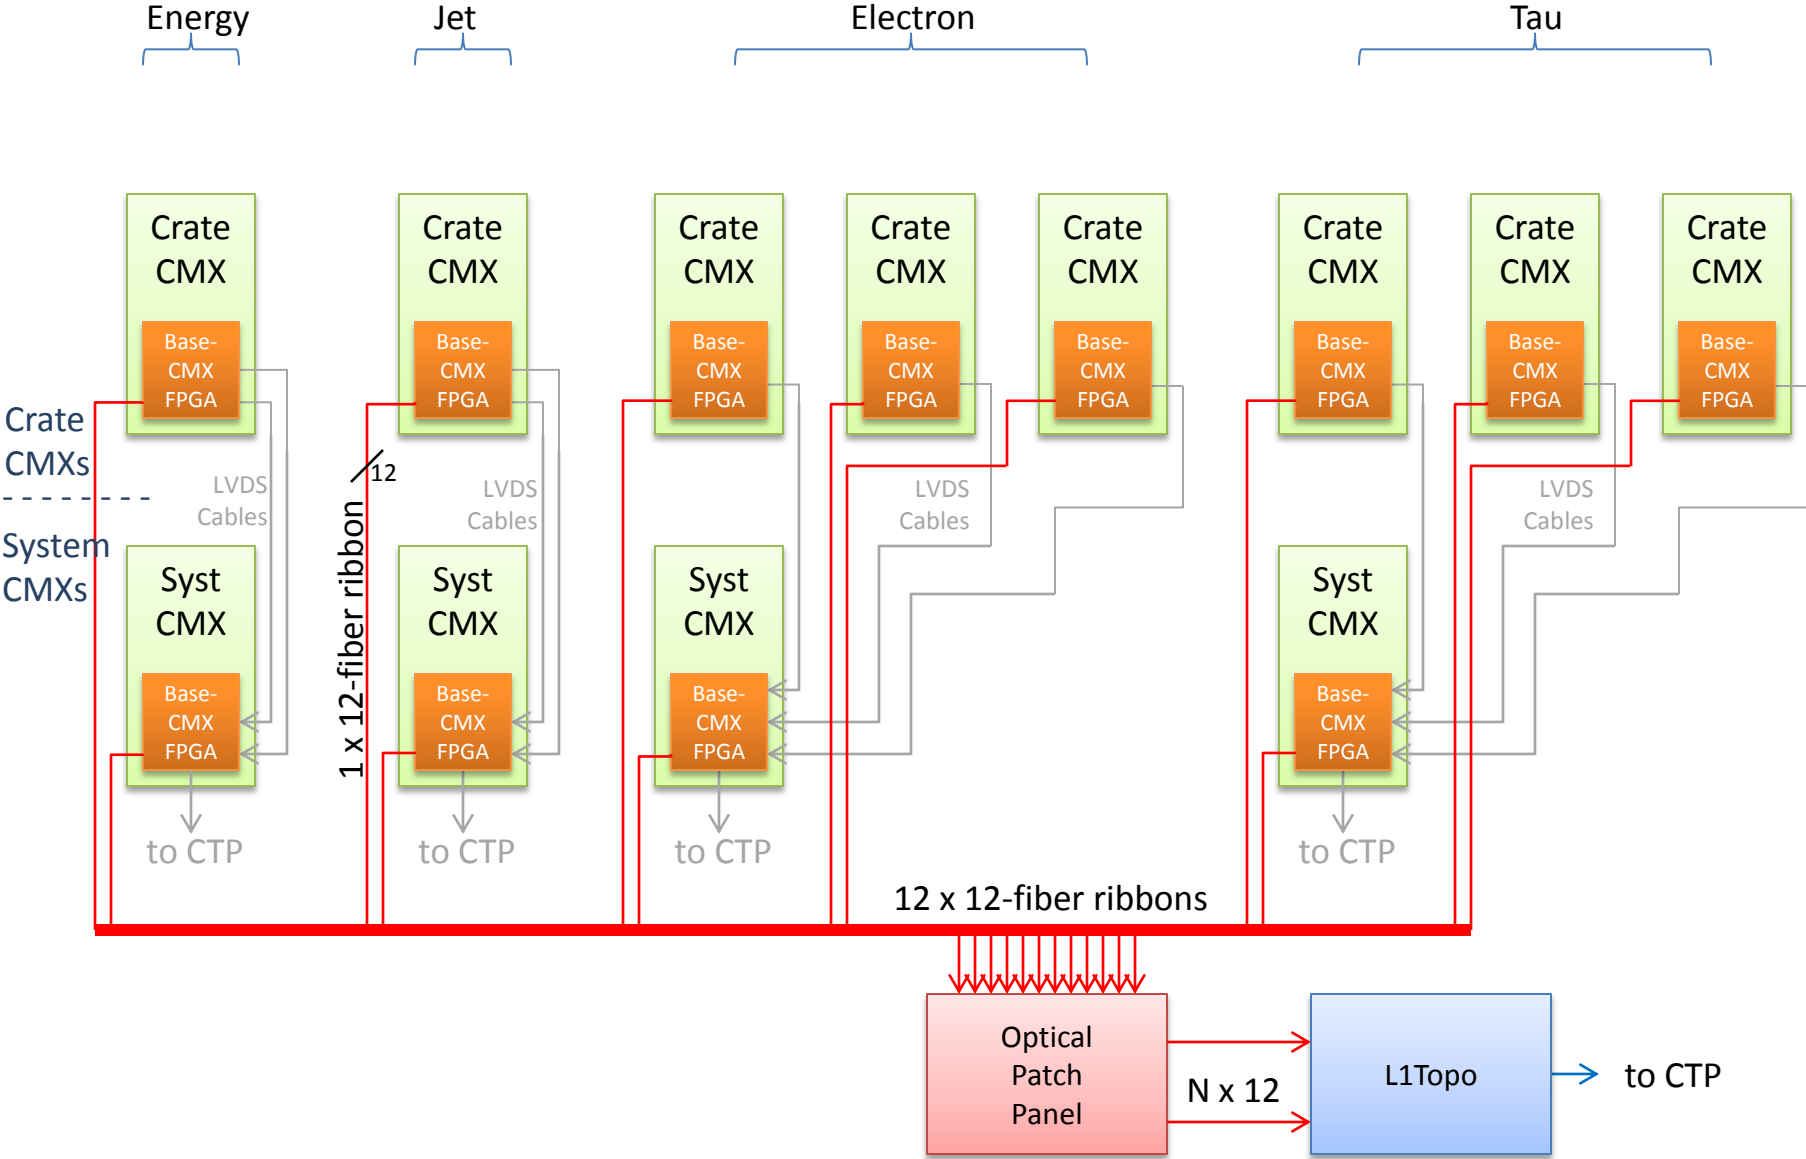 Energy
Jet
Electron
Tau
Crate
CMX
Crate
CMX
Crate
CMX
Crate
CMX
Crate
CMX
Crate
CMX
Crate
CMX
Crate
CMX
Base-
CMX
FPGA
Base-
CMX
FPGA
Base-
CMX
FPGA
Base-
CMX
FPGA
Base-
CMX
FPGA
Base-
CMX
FPGA
Base-
CMX
FPGA
Base-
CMX
FPGA
Crate
CMXs
System
CMXs
12
1 x 12-fiber ribbon
LVDS
Cables
LVDS
Cables
LVDS
Cables
LVDS
Cables
Syst
CMX
Syst
CMX
Syst
CMX
Syst
CMX
Base-
CMX
FPGA
Base-
CMX
FPGA
Base-
CMX
FPGA
Base-
CMX
FPGA
to CTP
to CTP
to CTP
to CTP
12 x 12-fiber ribbons
Optical
Patch
Panel
N x 12
L1Topo
to CTP